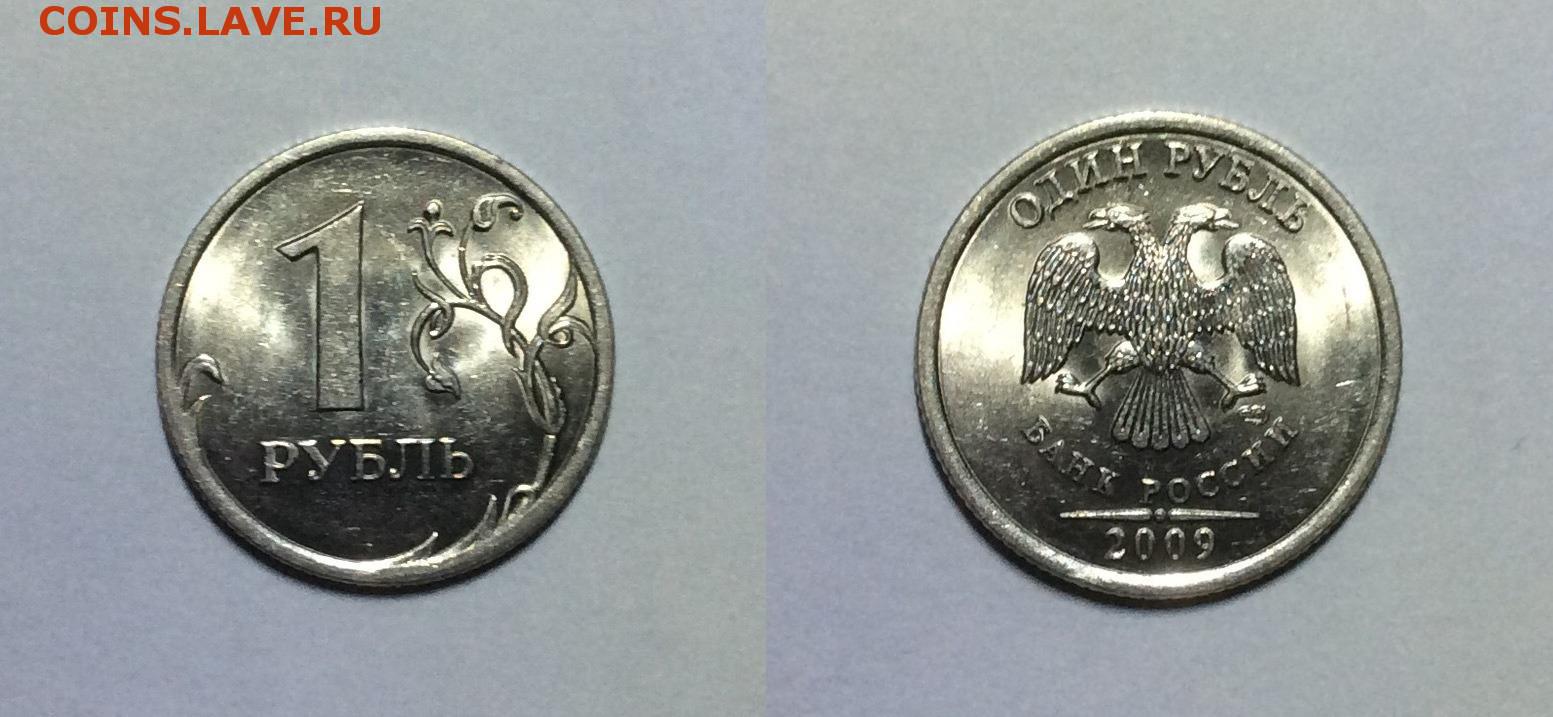 COINS.LAVE.RU
1
РУБЛЬ
ОДИН РУБЛЬ
БАНК РОССИИ
2009